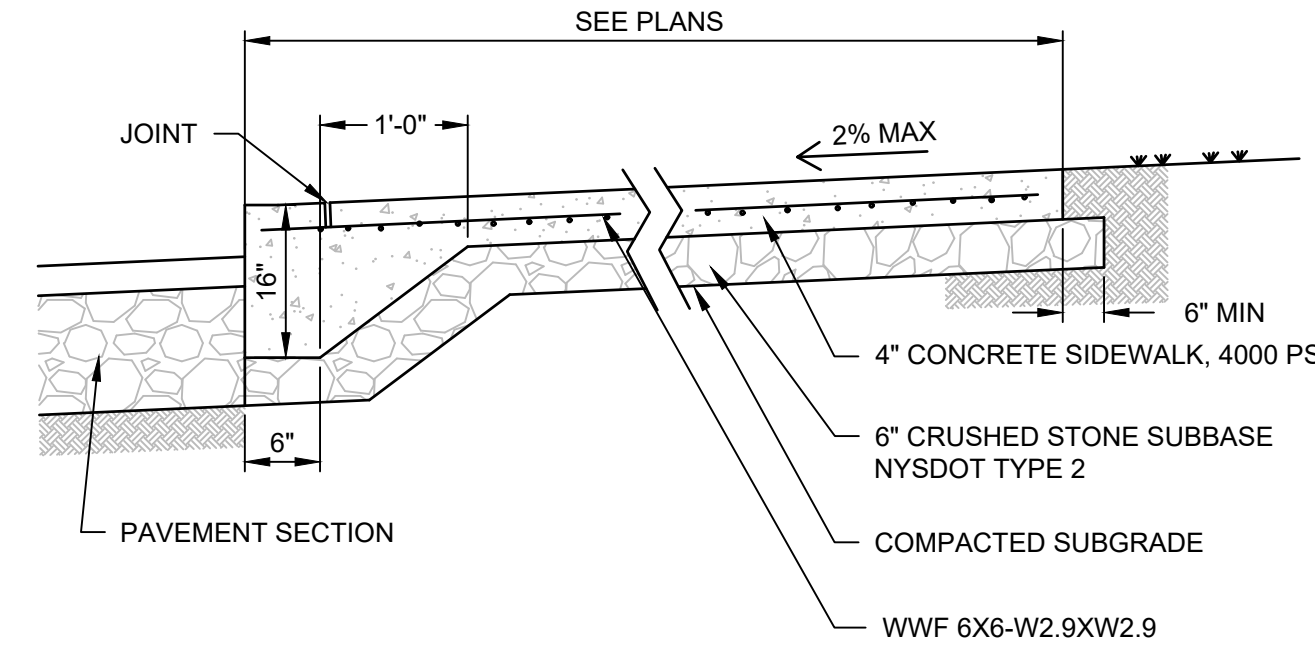 SEE PLANS
JOINT
1'-0"
2% MAX
16"
6" MIN
4" CONCRETE SIDEWALK, 4000 PS
6" CRUSHED STONE SUBBASE
NYSDOT TYPE 2
6"
PAVEMENT SECTION
COMPACTED SUBGRADE
WWF 6X6-W2.9XW2.9